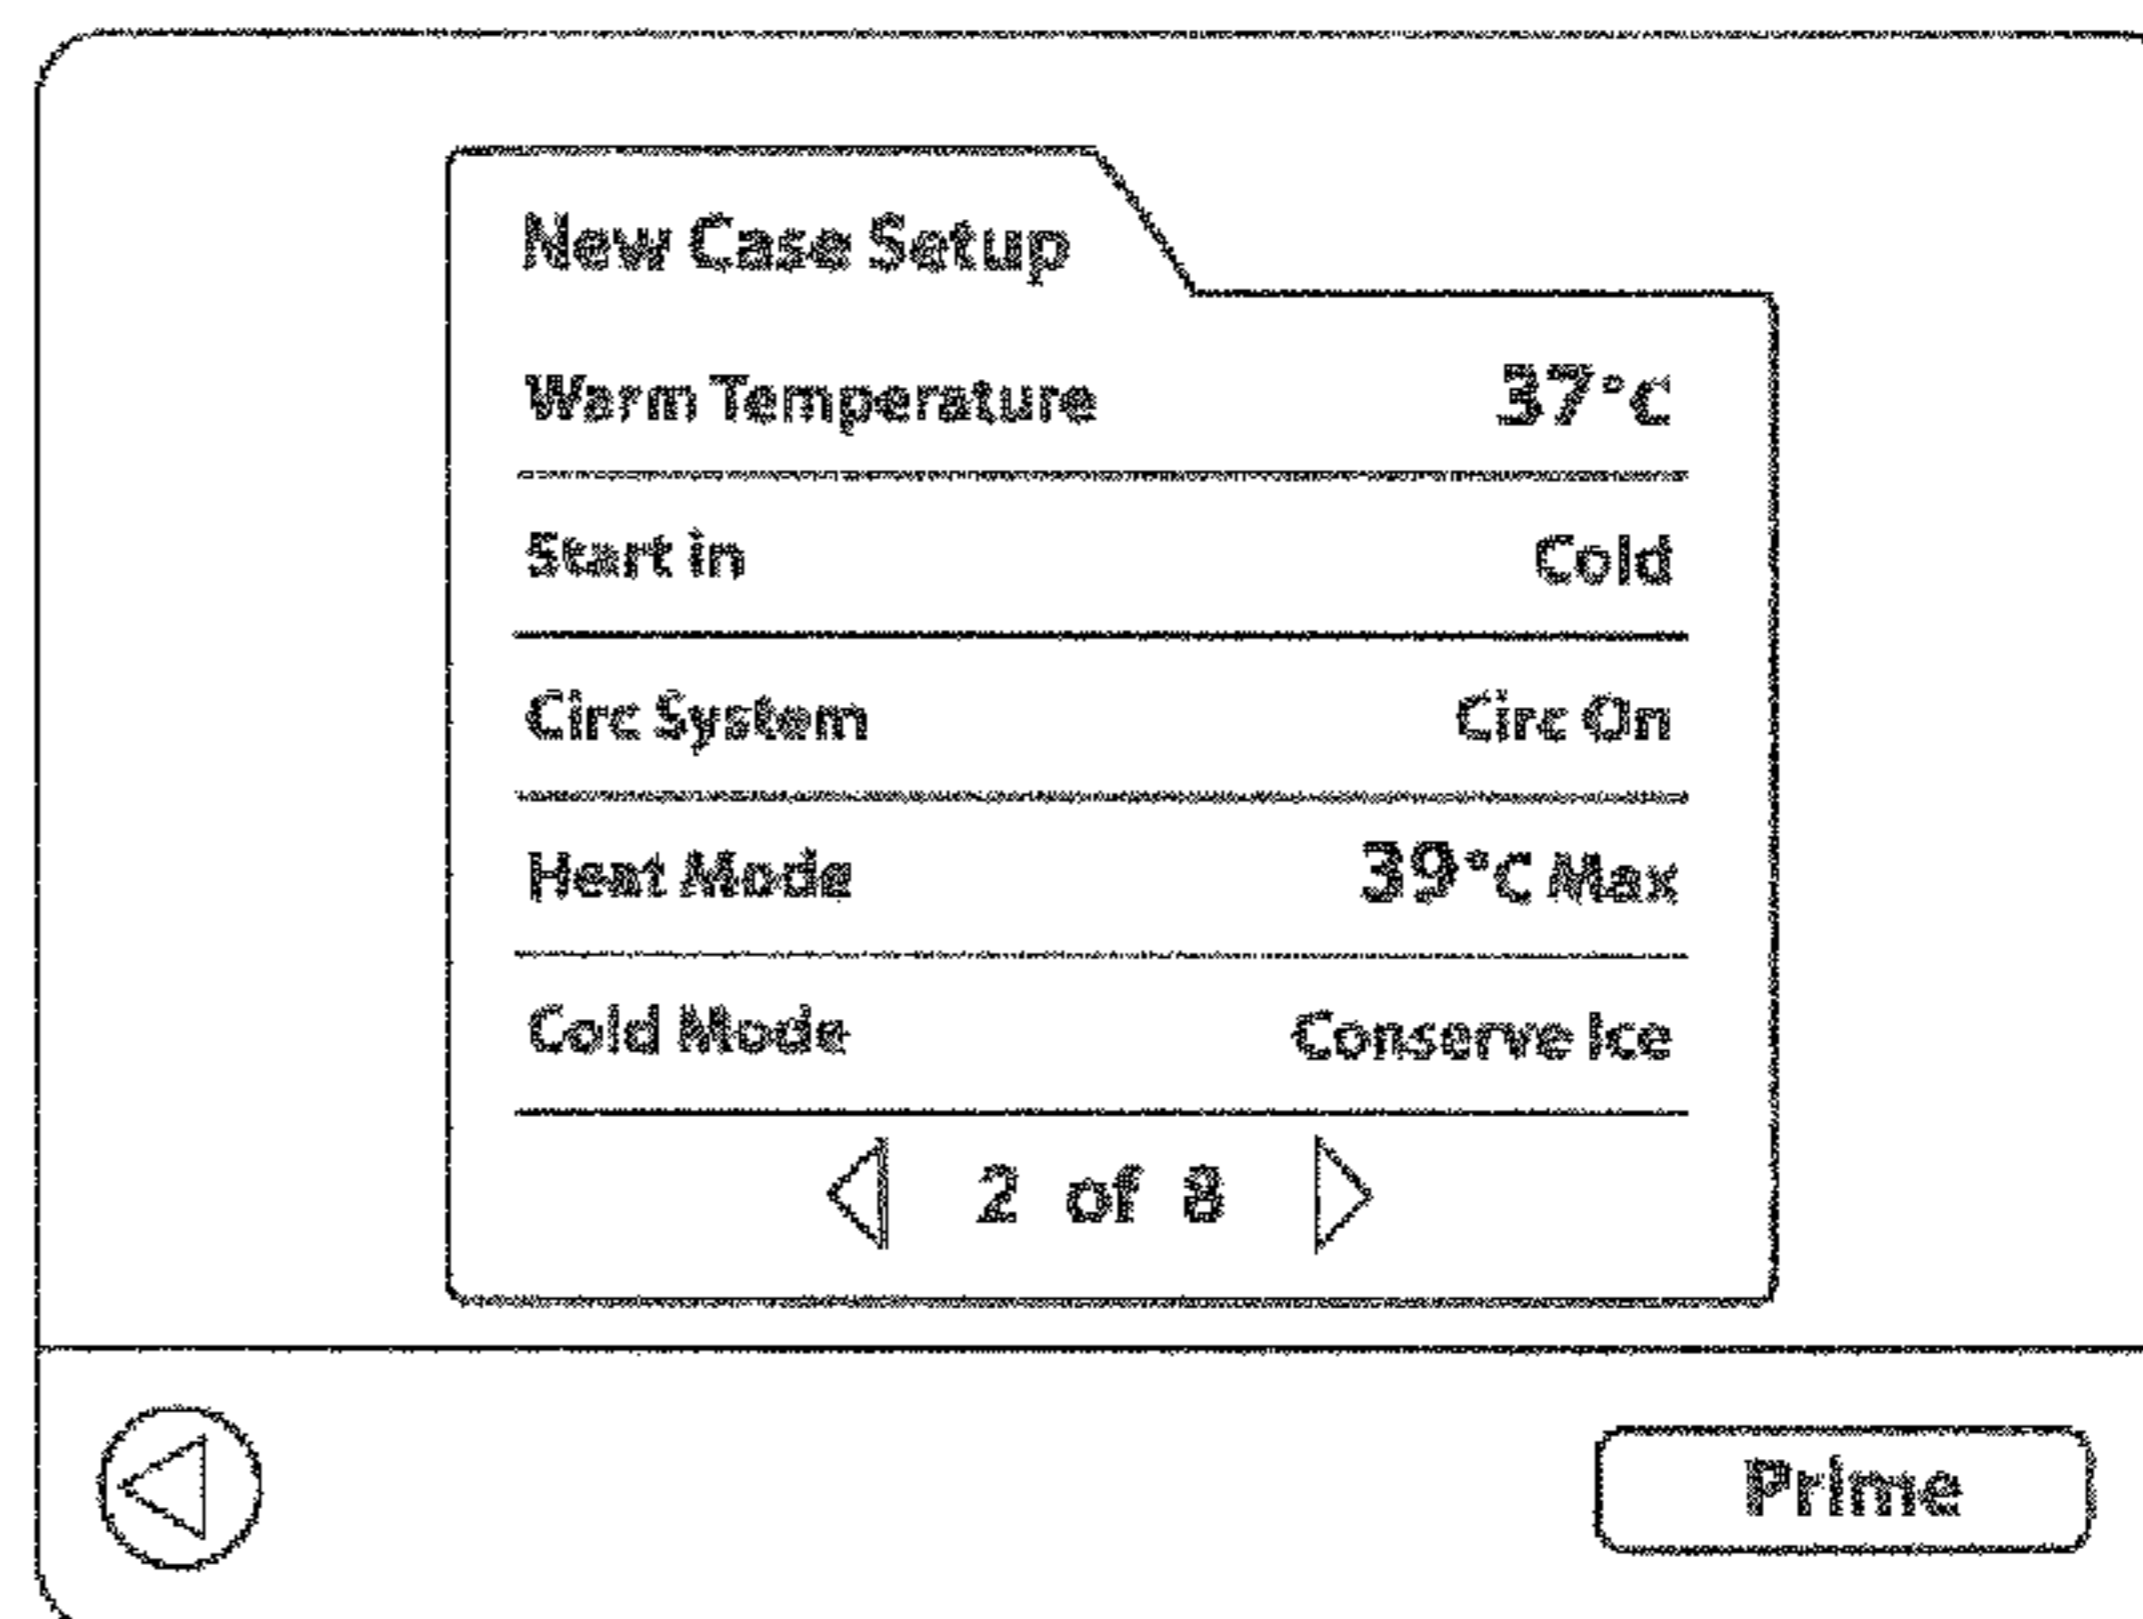 New Case Setup
Warm Temperature 37°C
Start in Cold
Circ System Circ On
Heat Mode 39°C Max
Cold Mode Conserve Ice
2 of 8
Prime